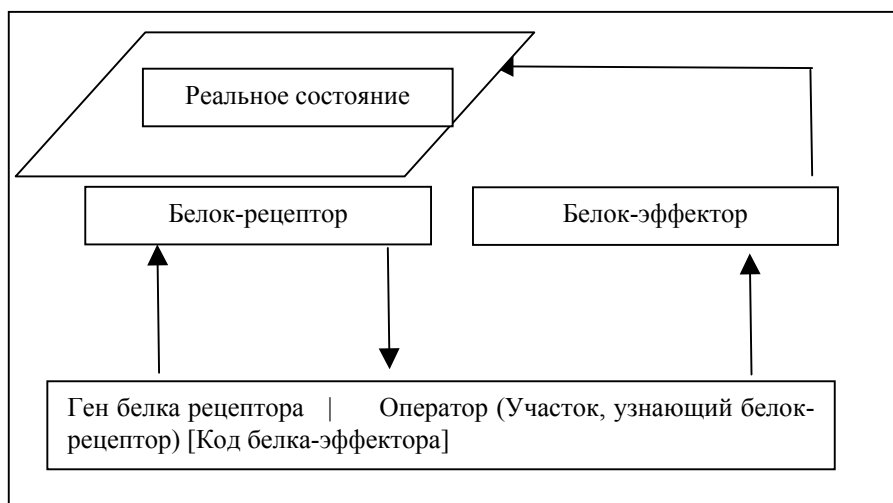 Реальное состояние
Белок-рецептор
Белок-эффектор
Ген белка рецептора | Оператор (Участок, узнающий белок-
рецептор) [Код белка-эффектора]